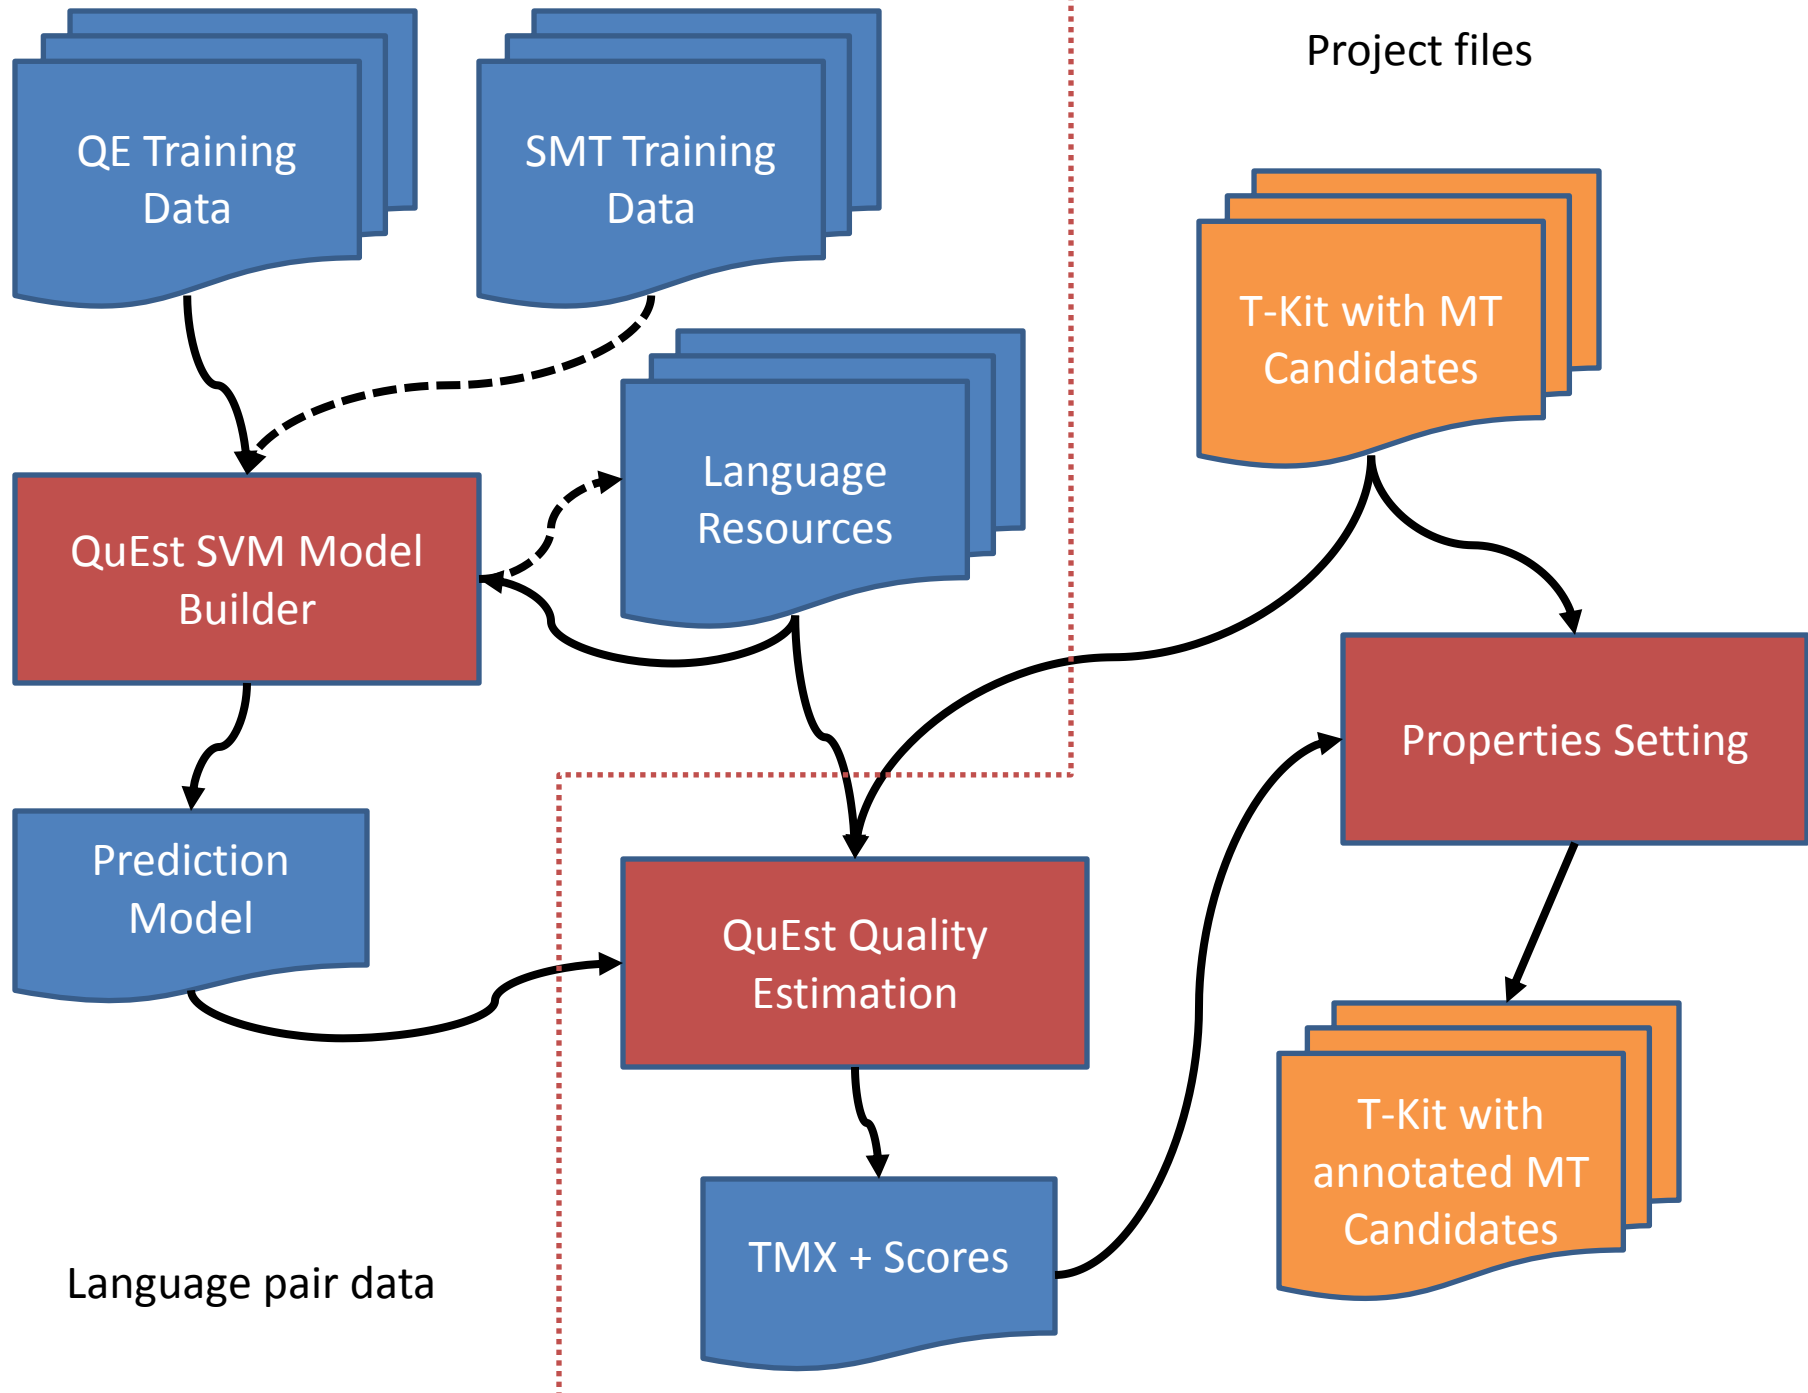 Project files
QE Training
Data
SMT Training
Data
T-Kit with MT
Candidates
Language
Resources
QuEst SVM Model
Builder
Properties Setting
Prediction
Model
QuEst Quality
Estimation
T-Kit with
annotated MT
Candidates
TMX + Scores
Language pair data